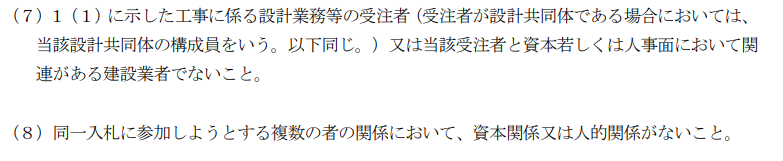 （７）１（１）に示した工事に係る設計業務等の受注者（受注者が設計共同体である場合においては、
当該設計共同体の構成員をいう。以下同じ。）又は当該受注者と資本若しくは人事面において関
連がある建設業者でないこと。
（８）同一入札に参加しようとする複数の者の関係において、資本関係又は人的関係がないこと。